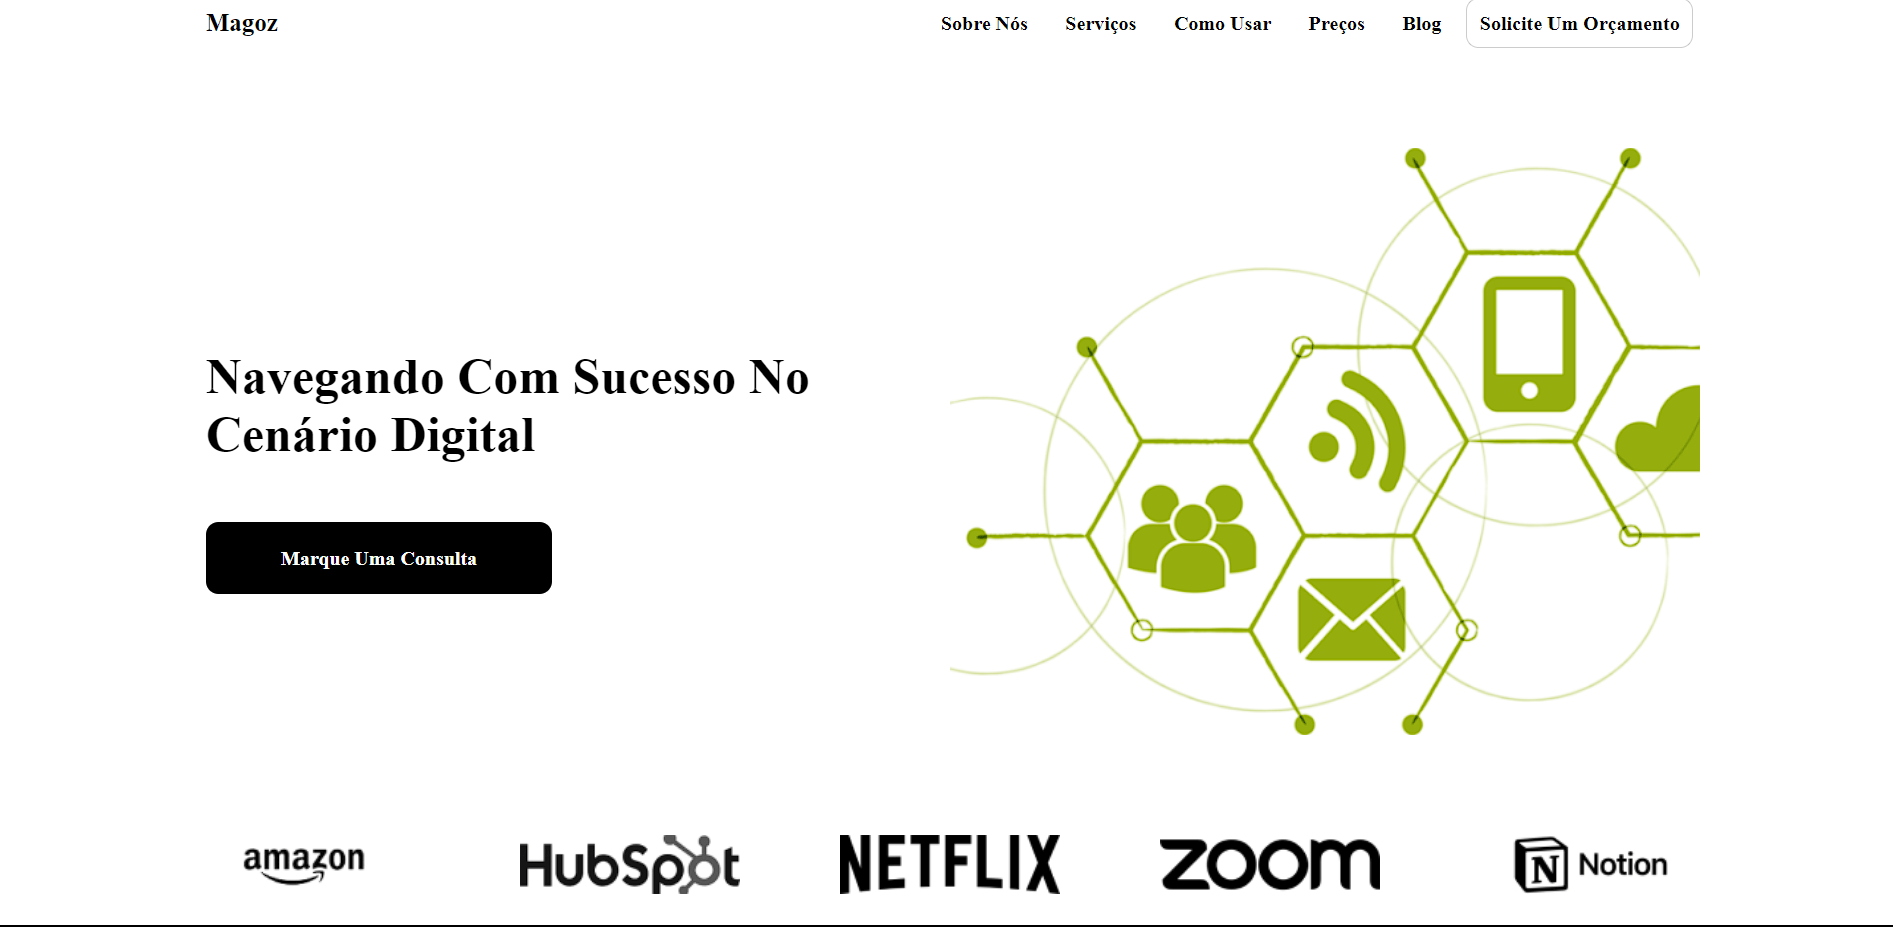 Magoz
Sobre Nós
Serviços
Como Usar
Preços
Blog
Solicite Um Orçamento
Navegando Com Sucesso No
Cenário Digital
Marque Uma Consulta
amazon
HubSpot
NETFLIX
zoom
N Notion